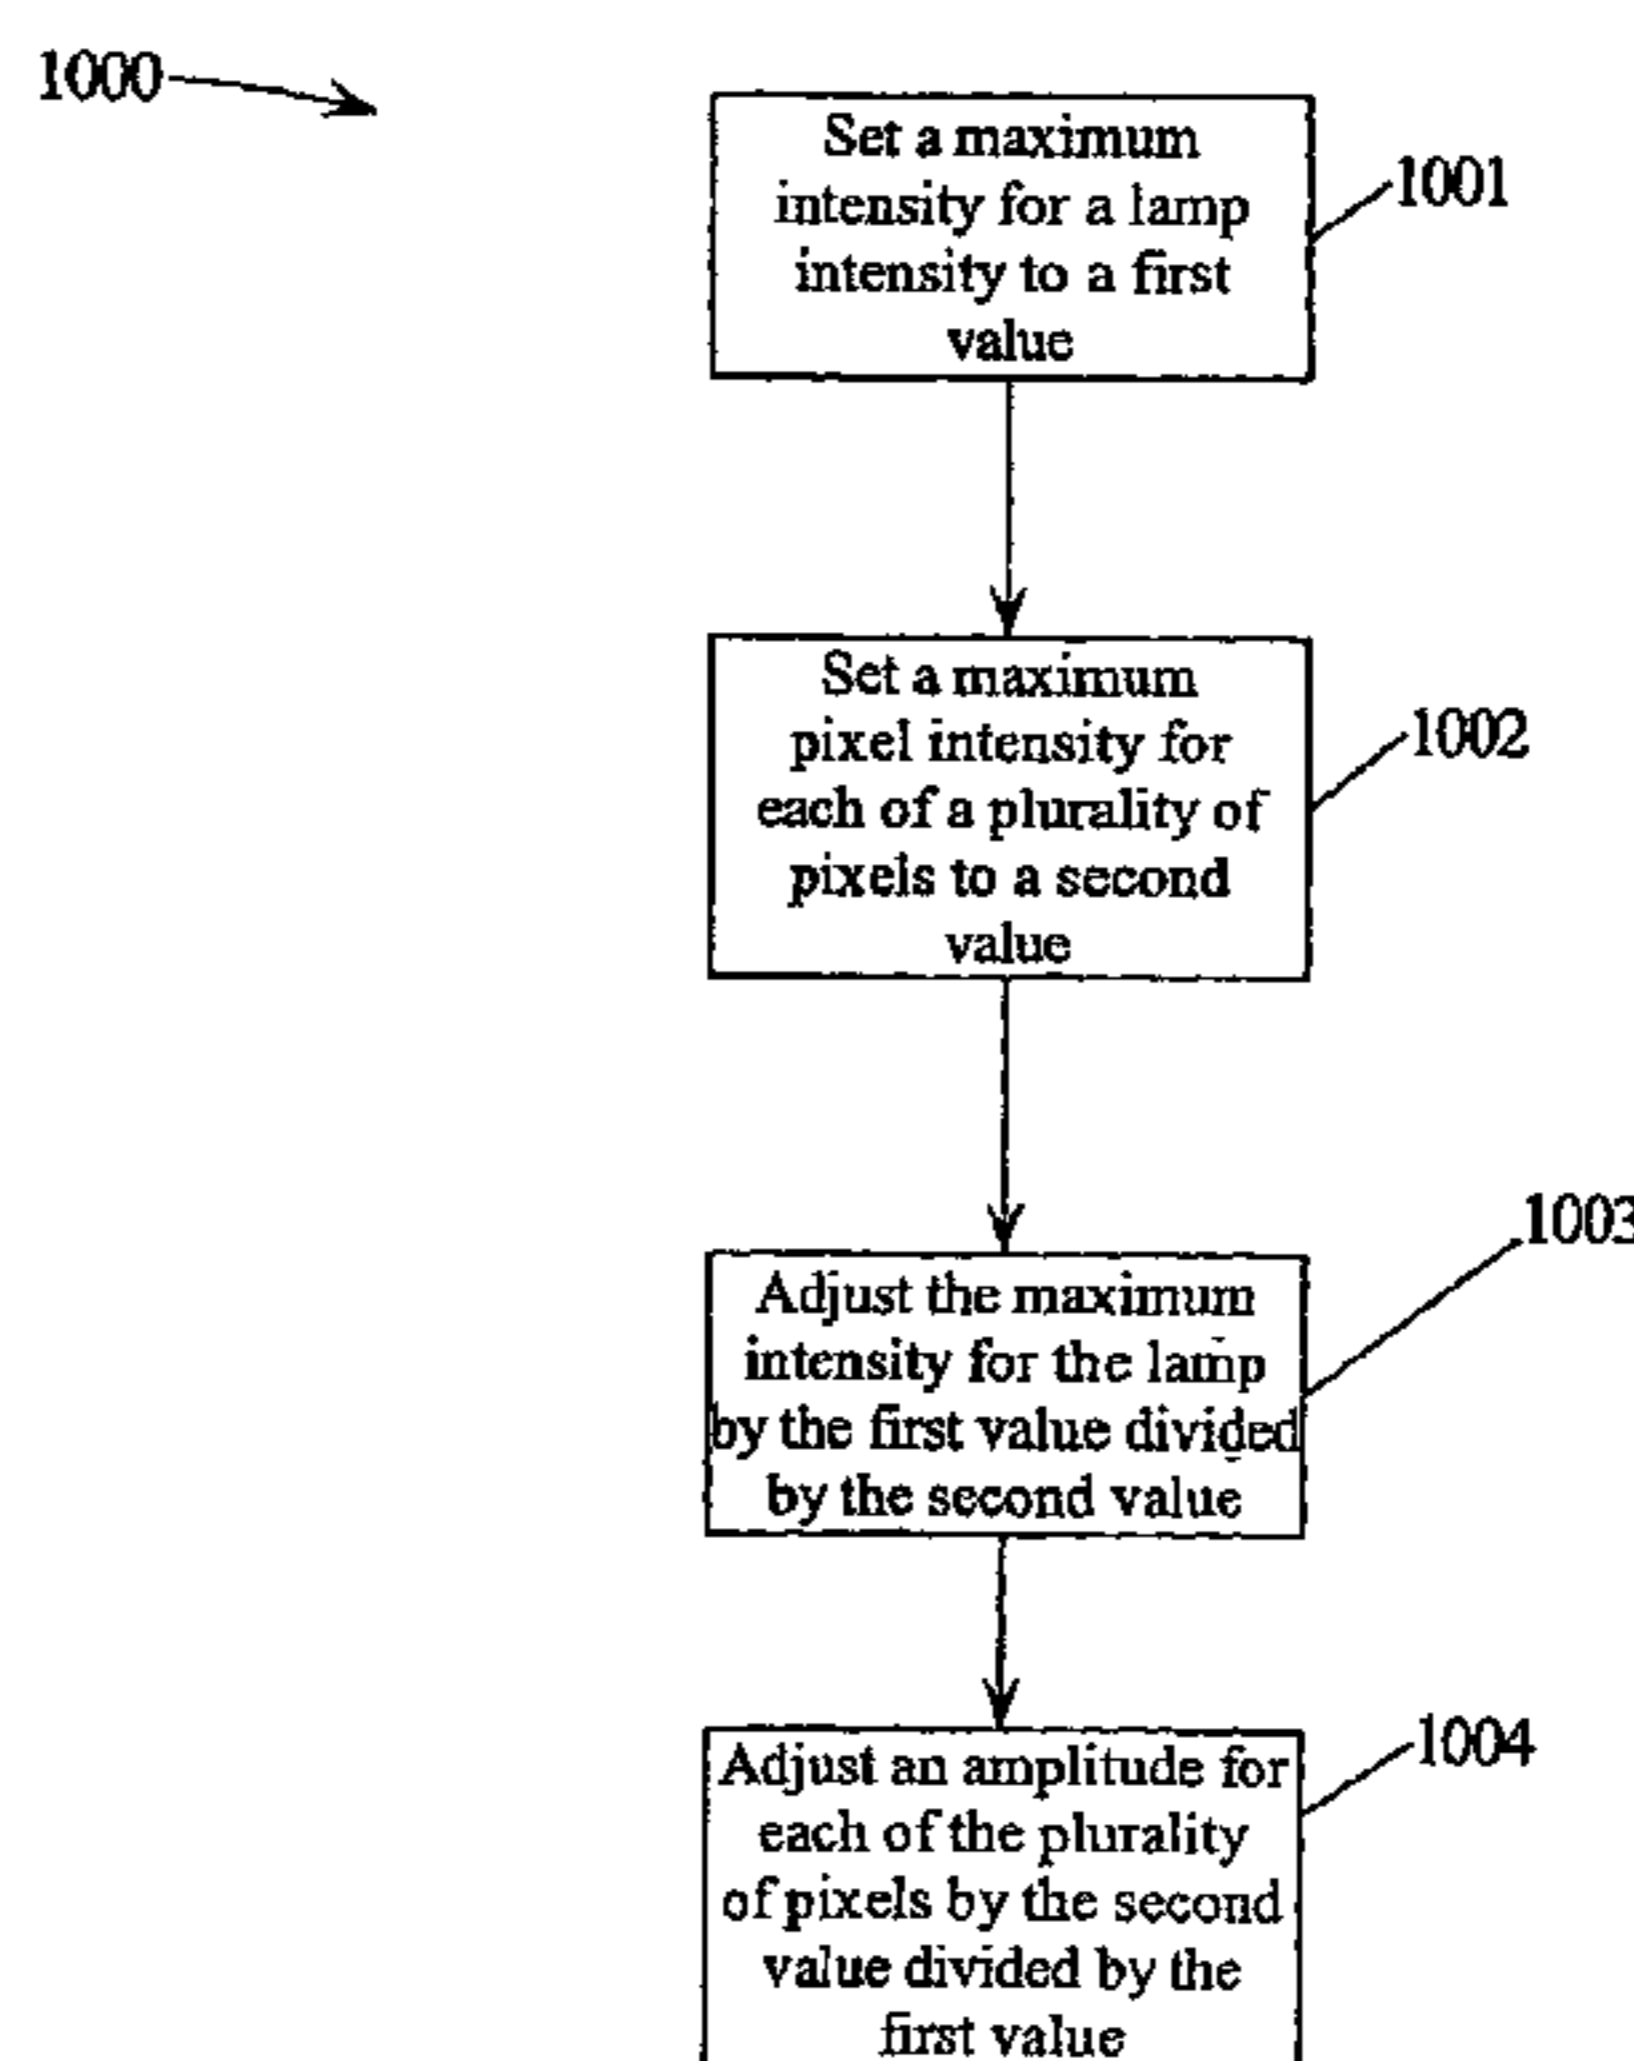 1000
Set a maximum
intensity for a lamp
intensity to a first
value
1001
Set a maximum
pixel intensity for
each of a plurality of
pixels to a second
value
1002
Adjust the maximum
intensity for the lamp
by the first value divided
by the second value
1003
Adjust an amplitude for
each of the plurality
of pixels by the second
value divided by the
first value
1004